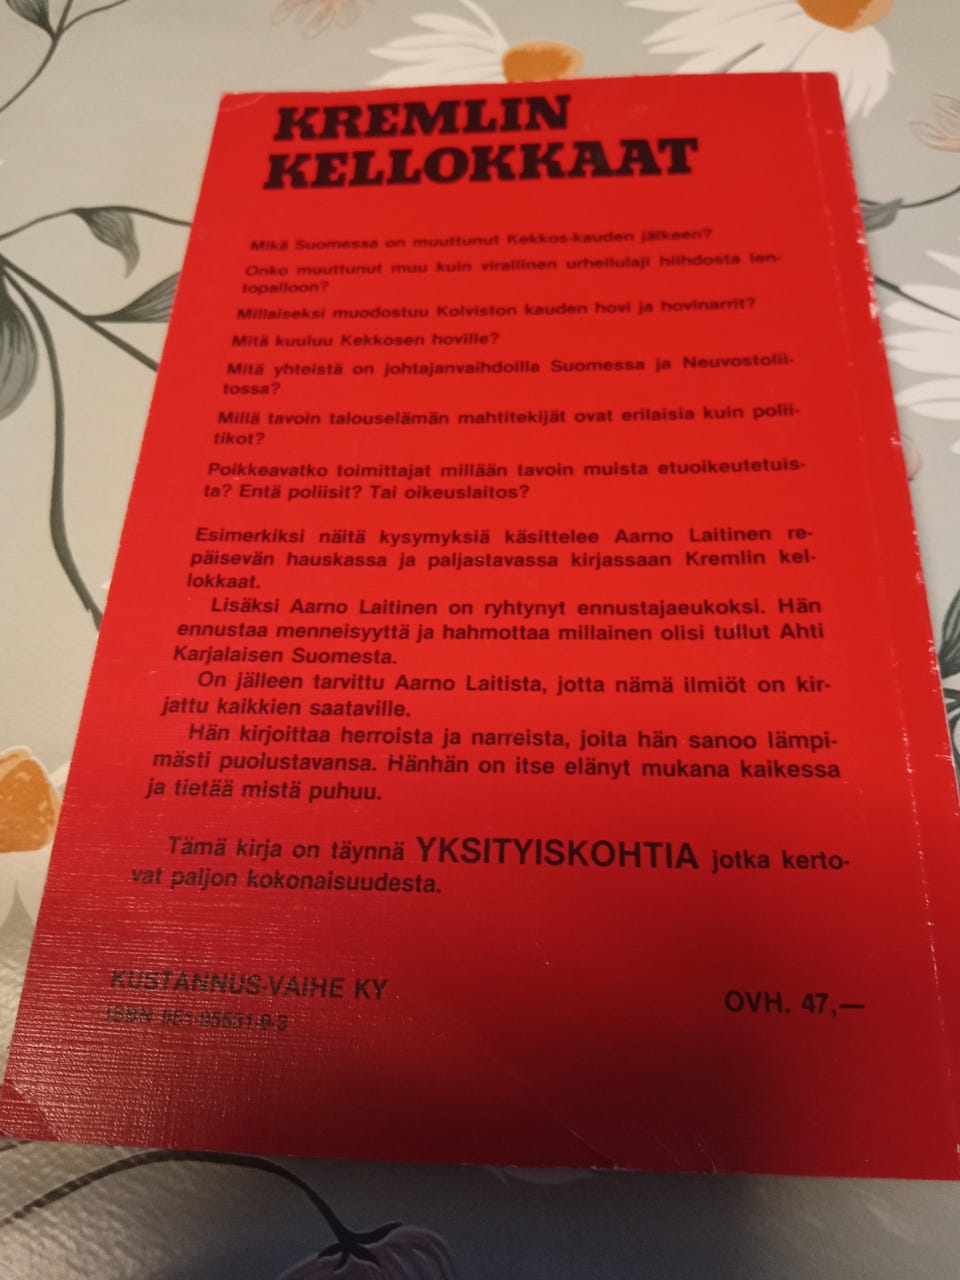 KREMLIN
KELLOKKAAT
Mikä Suomessa on muuttunut Kekkos-kauden jälkeen?
Onko muuttunut muu kuin virallinen urheilulaji hiihdosta len-
topalloon?
Millaiseksi muodostuu Koiviston kauden hovi ja hovinarrit?
Mitä kuuluu Kekkosen hoville?
Mitä yhteistä on johtajanvaihdoilla Suomessa ja Neuvostolii-
tossa?
Millä tavoin talouselämän mahtitekijät ovat erilaisia kuin polii-
tikot?
Poikkeavatko toimittajat millään tavoin muista etuoikeutetuis-
ta? Entä poliisit? Tai oikeuslaitos?
Esimerkiksi näitä kysymyksiä käsittelee Aarno Laitinen re-
päisevän hauskassa ja paljastavassa kirjassaan Kremlin kel-
lokkaat.
Lisäksi Aarno Laitinen on ryhtynyt ennustajaeukoksi. Hän
ennustaa menneisyyttä ja hahmottaa millainen olisi tullut Ahti
Karjalaisen Suomesta.
On jälleen tarvittu Aarno Laitista, jotta nämä ilmiöt on kir-
jattu kaikkien saataville.
Hän kirjoittaa herroista ja narreista, joita hän sanoo lämpi-
mästi puolustavansa. Hänhän on itse elänyt mukana kaikessa
ja tietää mistä puhuu.
Tämä kirja on täynnä YKSITYISKOHTIA jotka kerto-
vat paljon kokonaisuudesta.
KUSTANNUS-VAIHE KY
OVH. 47,—
ISBN 951-95531-9-3